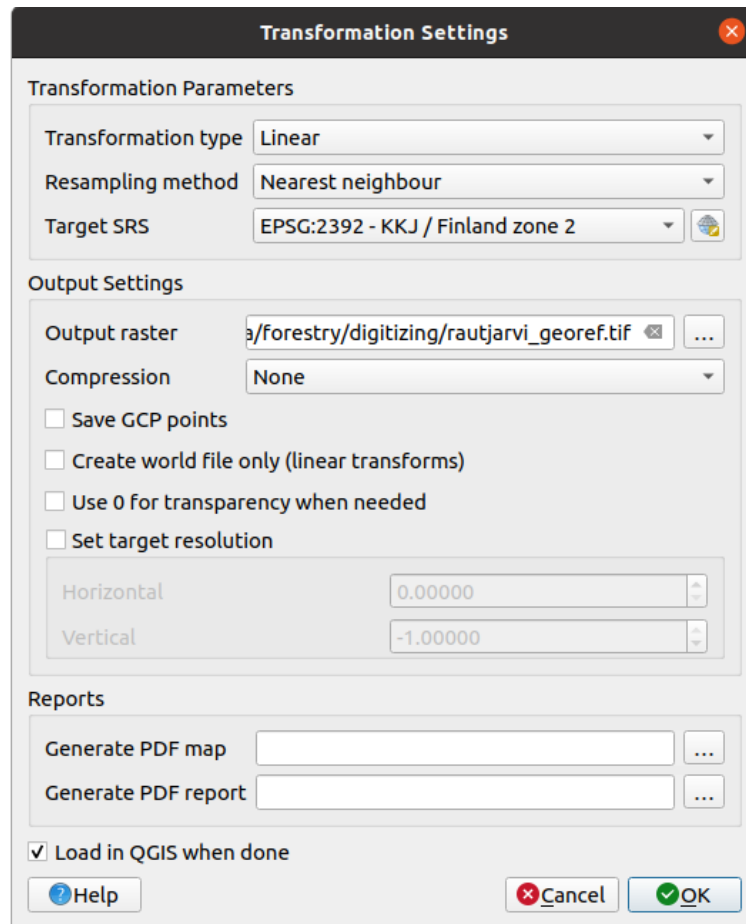 Transformation Settings
Transformation Parameters
Transformation type Linear
Resampling method Nearest neighbour
Target SRS EPSG:2392 - KKJ / Finland zone 2
Output Settings
Output raster a/forestry/digitizing/rautjarvi_georef.tif ...
Compression None
Save GCP points
Create world file only (linear transforms)
Use 0 for transparency when needed
Set target resolution
Horizontal 0.00000
Vertical -1.00000
Reports
Generate PDF map ...
Generate PDF report ...
Load in QGIS when done
Help Cancel OK